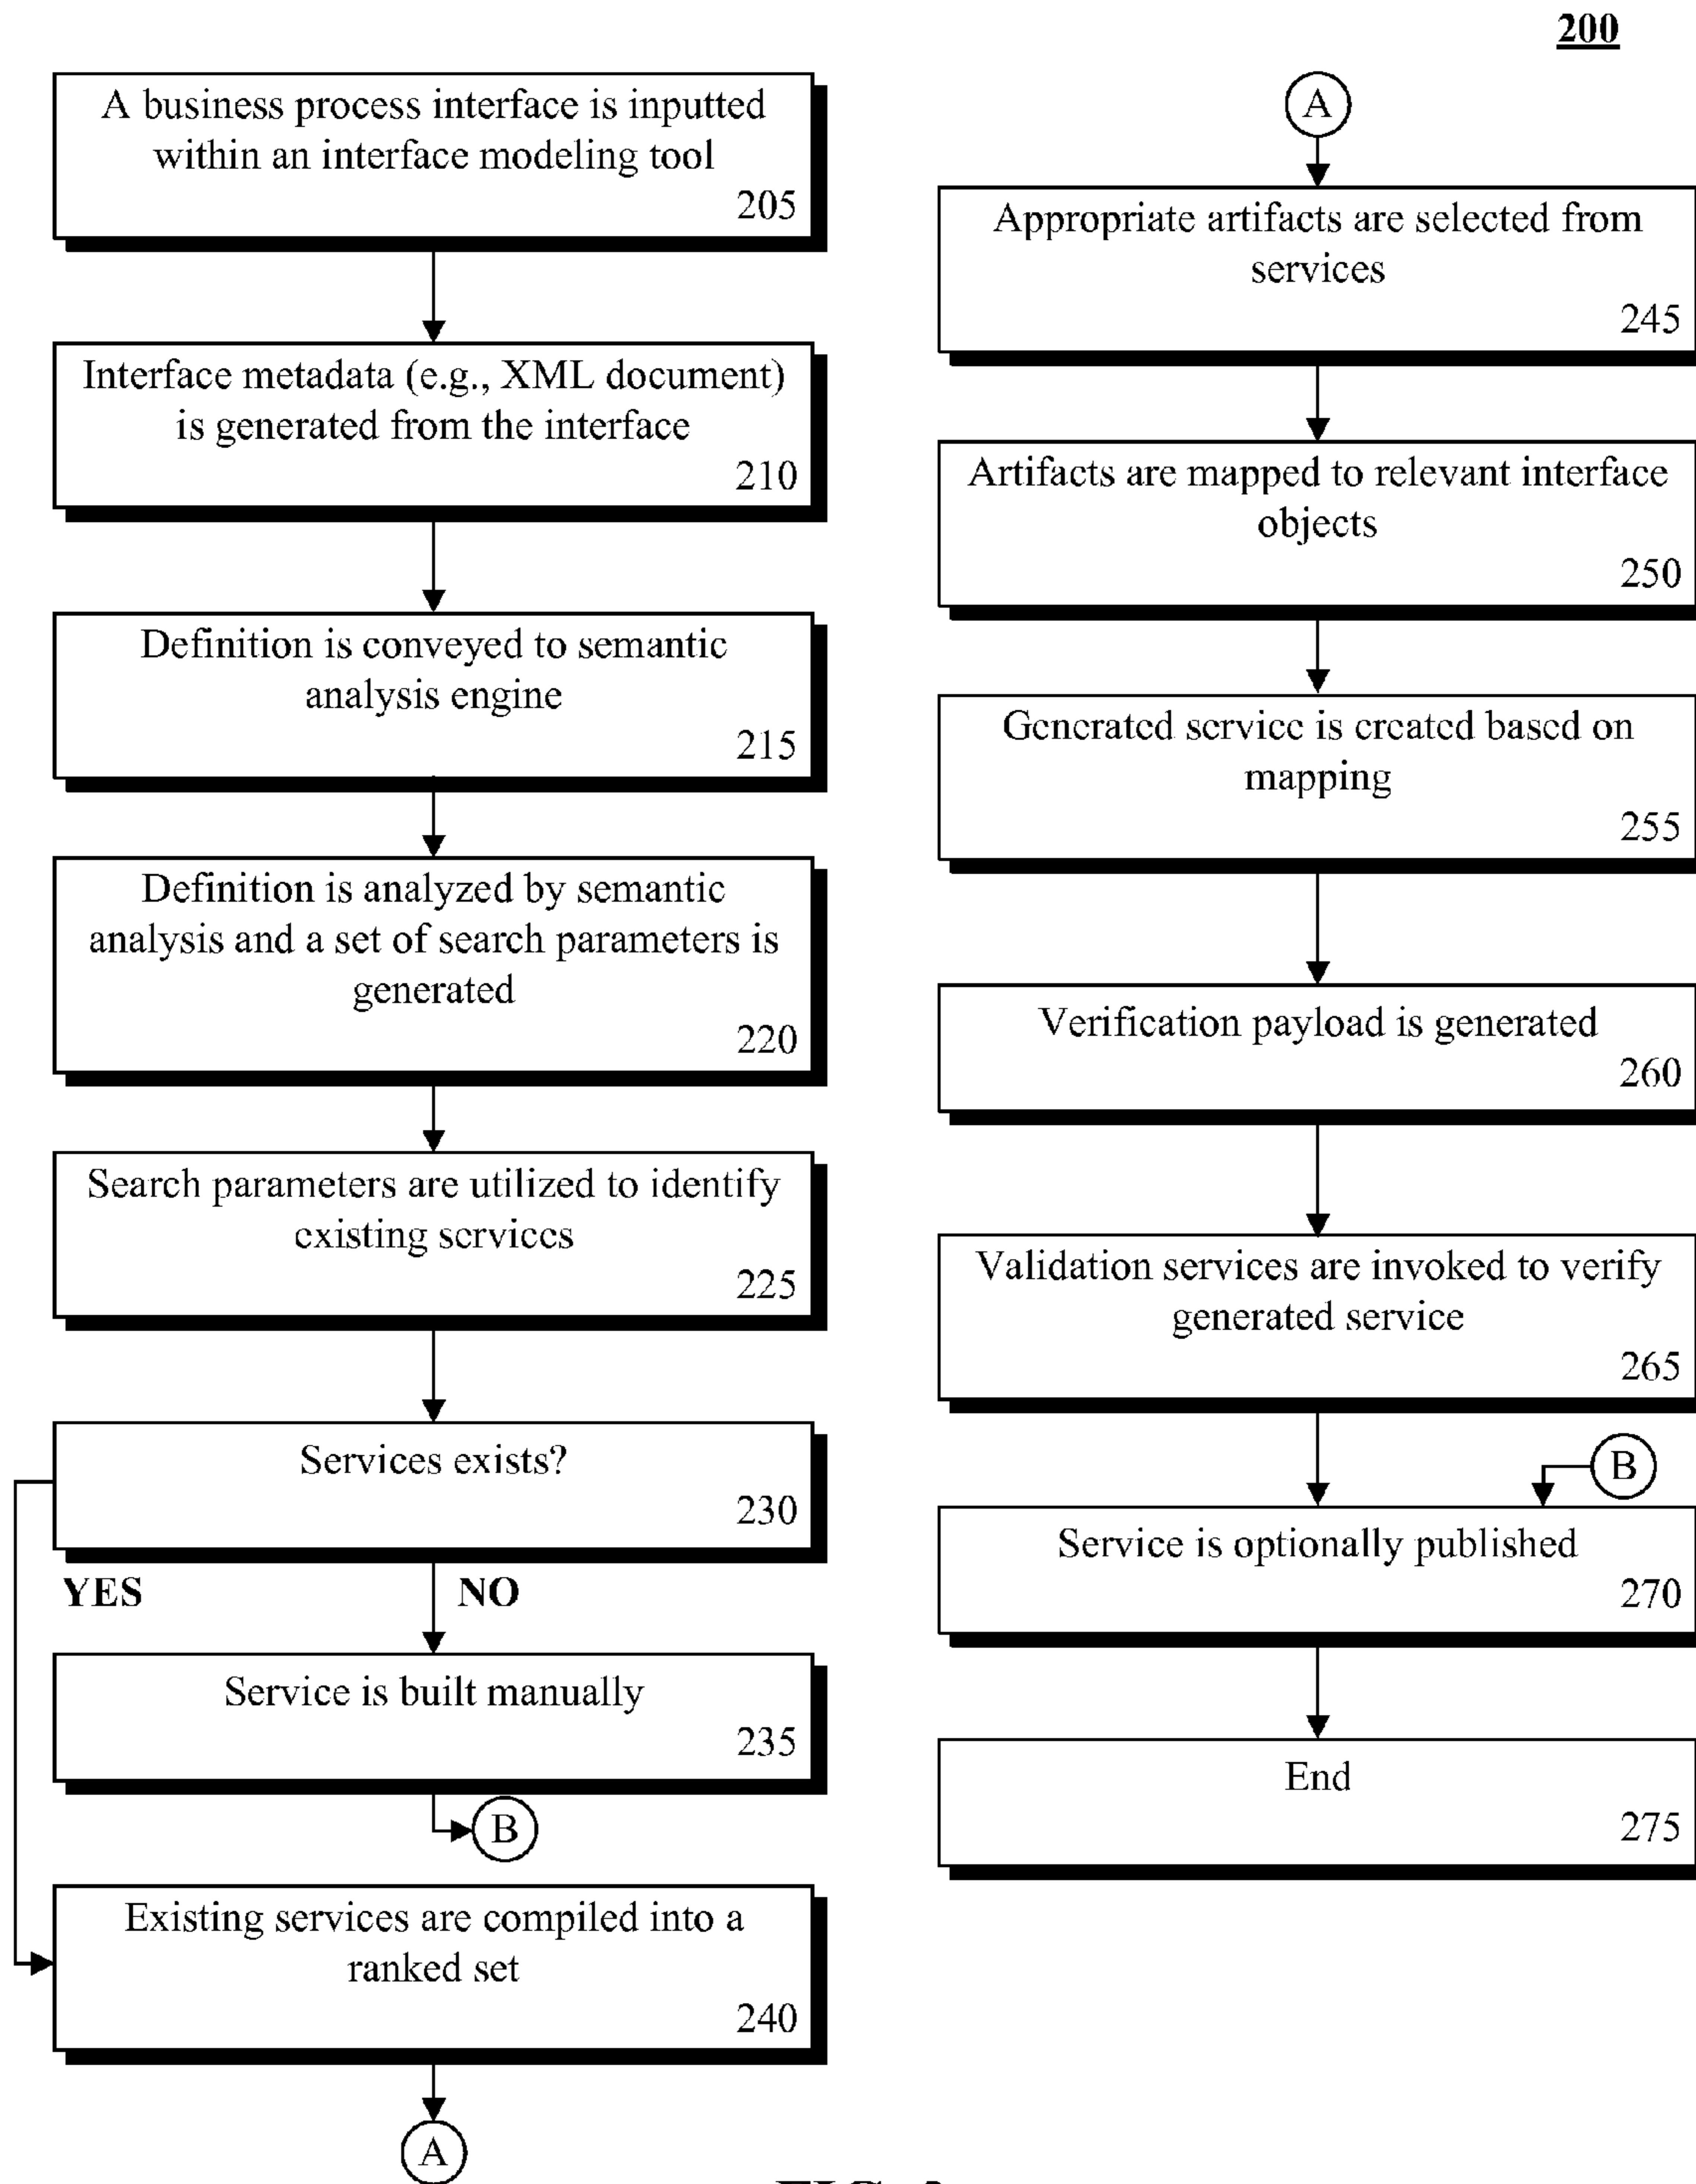 200
A business process interface is inputted
within an interface modeling tool
205
Interface metadata (e.g., XML document)
is generated from the interface
210
Definition is conveyed to semantic
analysis engine
215
Definition is analyzed by semantic
analysis and a set of search parameters is
generated
220
Search parameters are utilized to identify
existing services
225
Services exists?
230
YES
NO
Service is built manually
235
B
Existing services are compiled into a
ranked set
240
A
A
Appropriate artifacts are selected from
services
245
Artifacts are mapped to relevant interface
objects
250
Generated service is created based on
mapping
255
Verification payload is generated
260
Validation services are invoked to verify
generated service
265
B
Service is optionally published
270
End
275